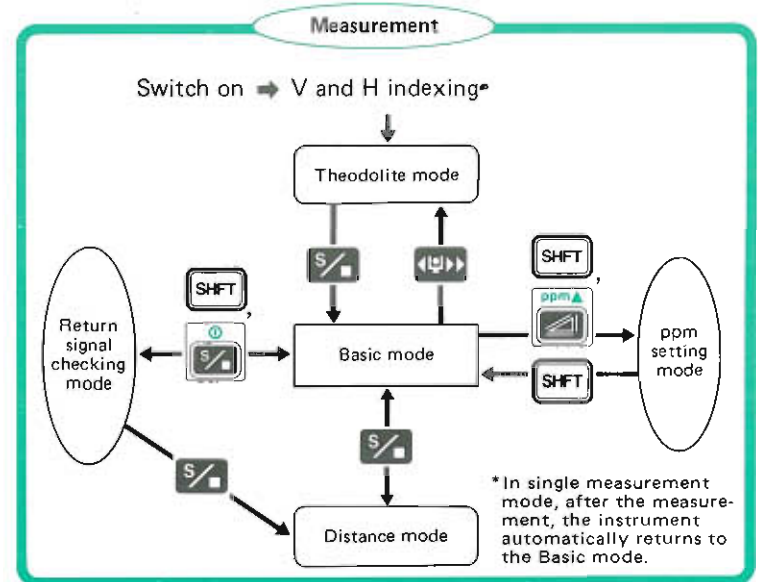 Measurement
Switch on ➡ V and H indexing*
Theodolite mode
S/■
◀ ▶▶
SHFT
,
S/■
SHFT
,
ppm▲
Return
signal
checking
mode
Basic mode
ppm
setting
mode
SHFT
S/■
S/■
Distance mode
*In single measurement
mode, after the measure-
ment, the instrument
automatically returns to
the Basic mode.